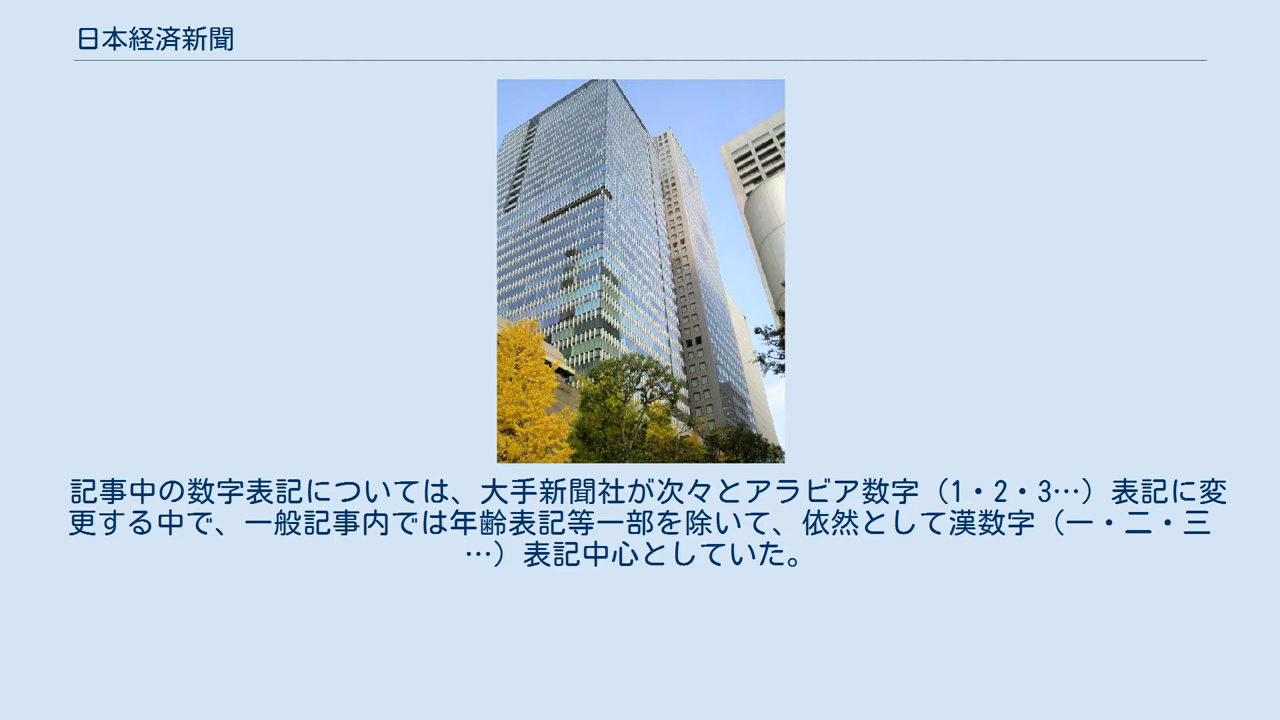 日本経済新聞
記事中の数字表記については、大手新聞社が次々とアラビア数字（1・2・3…）表記に変
更する中で、一般記事内では年齢表記等一部を除いて、依然として漢数字（一・二・三
…）表記中心としていた。